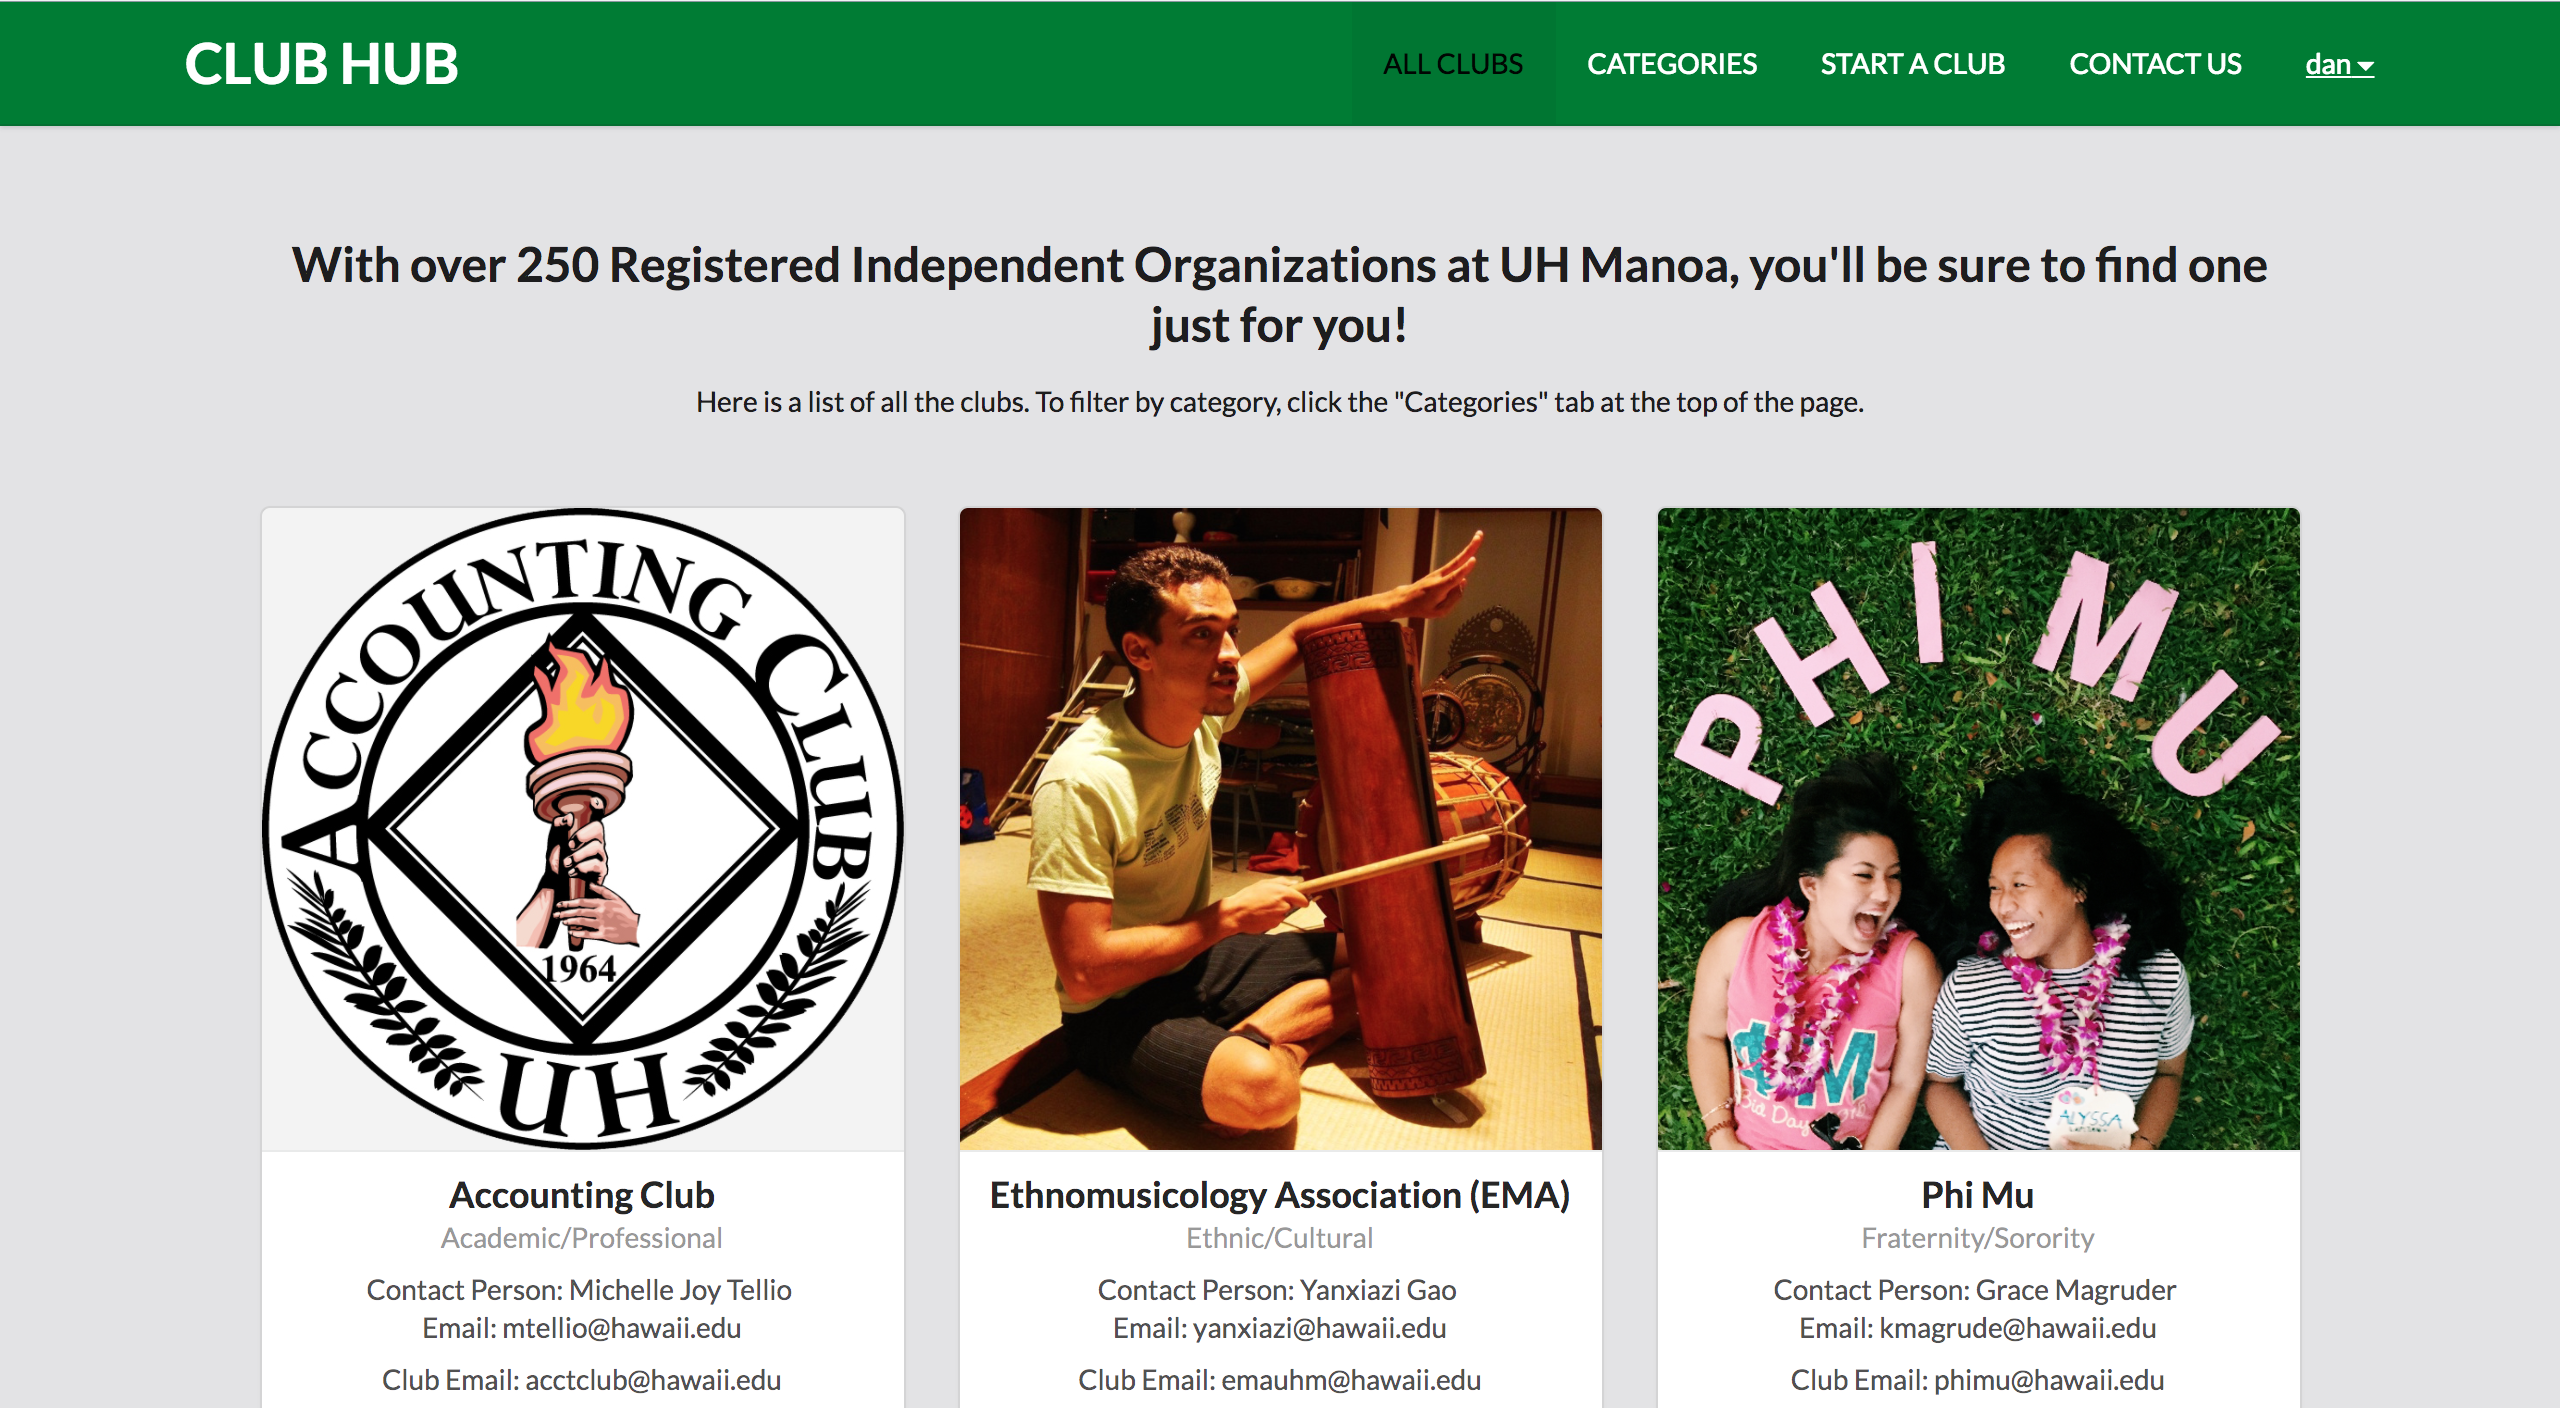 CLUB HUB
ALL CLUBS
CATEGORIES
START A CLUB
CONTACT US
dan
With over 250 Registered Independent Organizations at UH Manoa, you'll be sure to find one
just for you!
Here is a list of all the clubs. To filter by category, click the "Categories" tab at the top of the page.
ACCOUNTING CLUB
1964
UH
PHI MU
ΦM
Bid Day
ALYSSA
Accounting Club
Academic/Professional
Contact Person: Michelle Joy Tellio
Email: mtellio@hawaii.edu
Club Email: acctclub@hawaii.edu
Ethnomusicology Association (EMA)
Ethnic/Cultural
Contact Person: Yanxiazi Gao
Email: yanxiazi@hawaii.edu
Club Email: emauhm@hawaii.edu
Phi Mu
Fraternity/Sorority
Contact Person: Grace Magruder
Email: kmagrude@hawaii.edu
Club Email: phimu@hawaii.edu